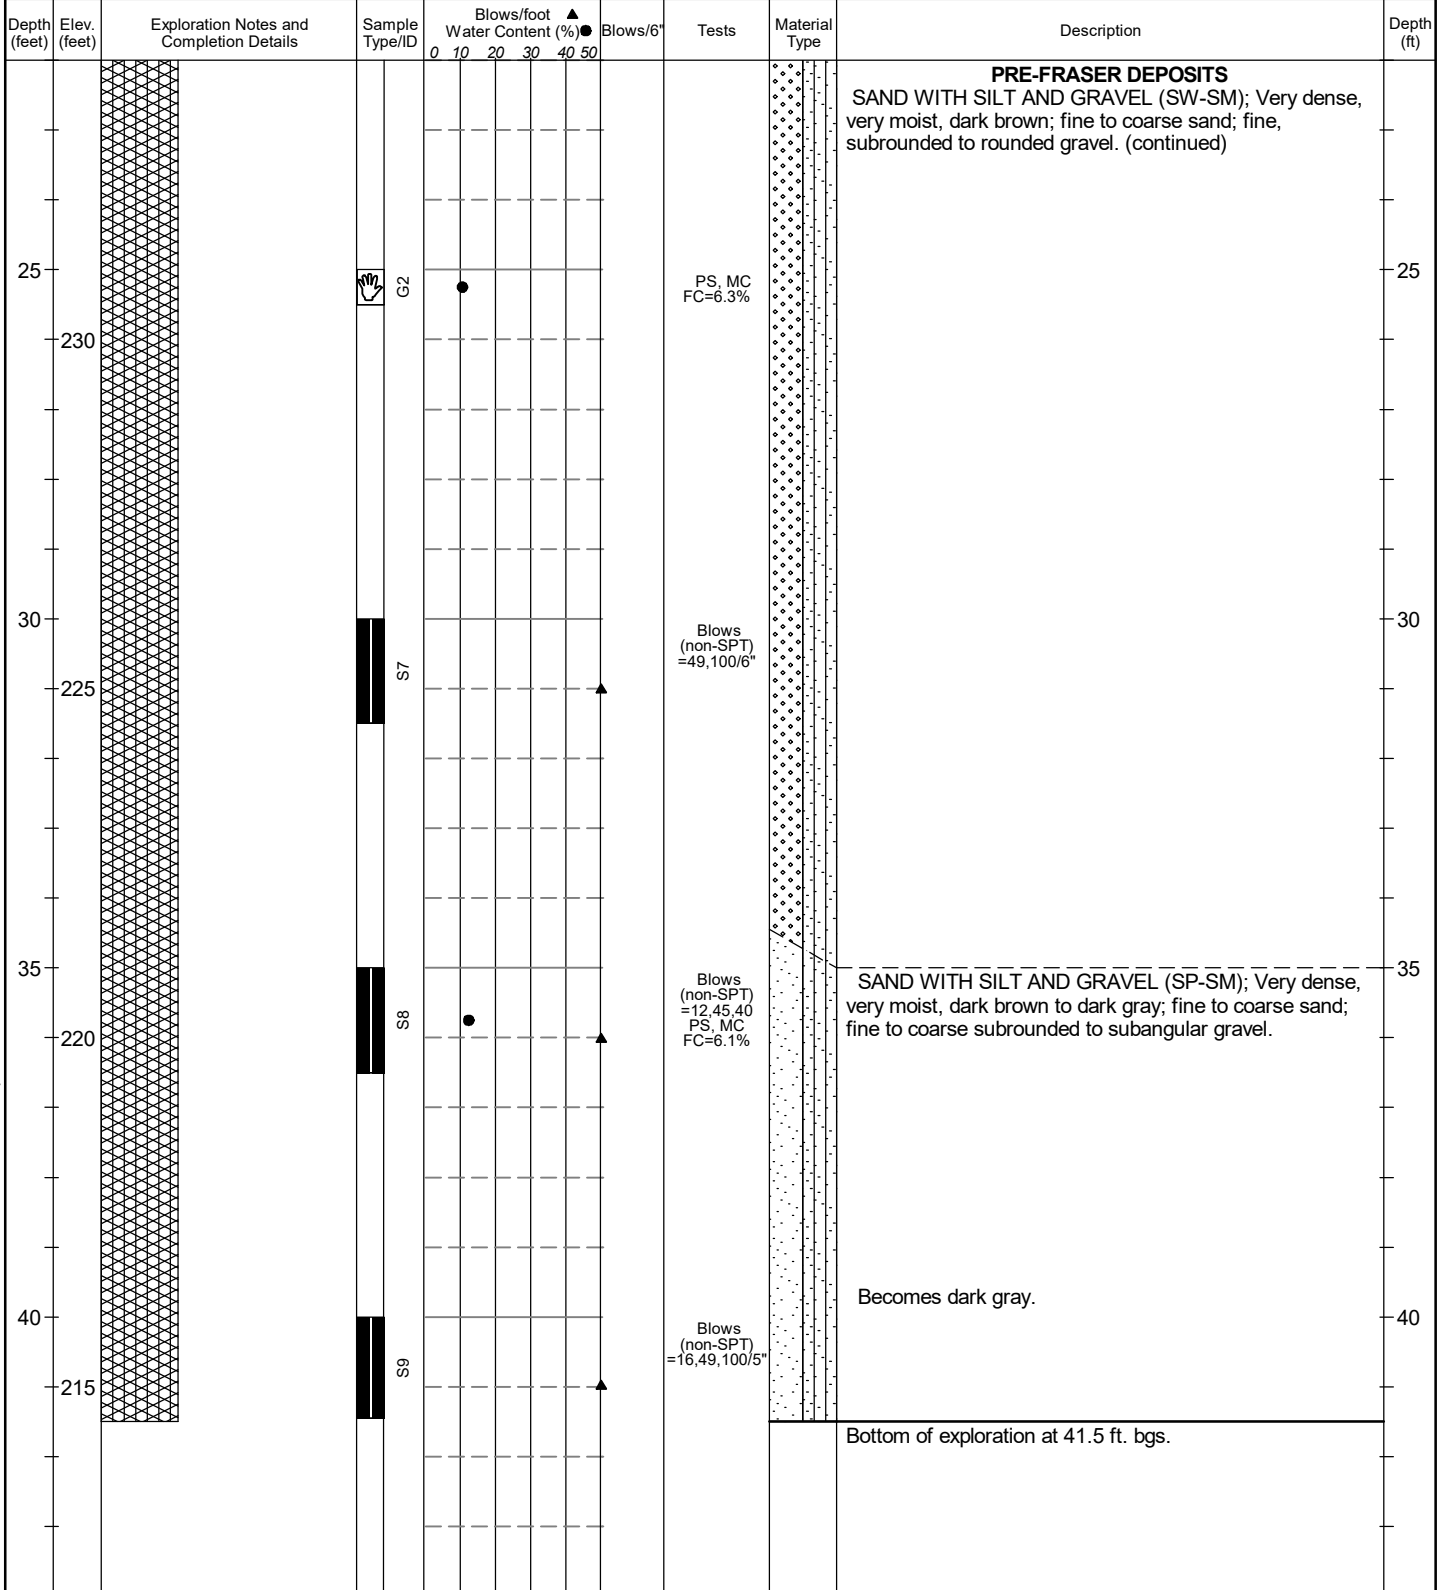 Depth
(feet)
Elev.
(feet)
Exploration Notes and
Completion Details
Sample
Type/ID
Blows/foot ▲
Water Content (%) ●
0 10 20 30 40 50
Blows/6"
Tests
Material
Type
Description
Depth
(ft)
PRE-FRASER DEPOSITS
SAND WITH SILT AND GRAVEL (SW-SM); Very dense,
very moist, dark brown; fine to coarse sand; fine,
subrounded to rounded gravel. (continued)
25
G2
PS, MC
FC=6.3%
25
230
30
S7
Blows
(non-SPT)
=49,100/6"
30
225
35
S8
Blows
(non-SPT)
=12,45,40
PS, MC
FC=6.1%
SAND WITH SILT AND GRAVEL (SP-SM); Very dense,
very moist, dark brown to dark gray; fine to coarse sand;
fine to coarse subrounded to subangular gravel.
35
220
Becomes dark gray.
40
S9
Blows
(non-SPT)
=16,49,100/5"
40
215
Bottom of exploration at 41.5 ft. bgs.